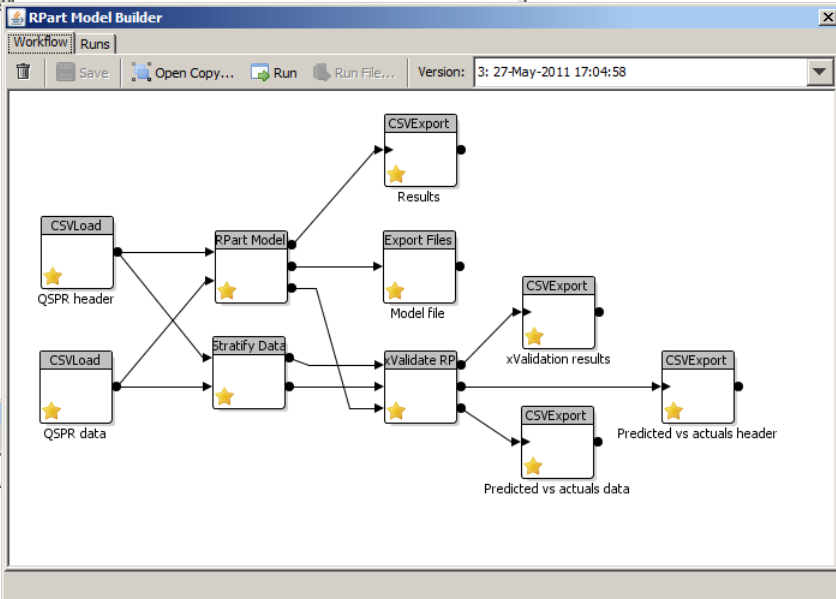 RPart Model Builder
Workflow Runs
Save Open Copy... Run Run File... Version: 3: 27-May-2011 17:04:58
CSVExport
Results
CSVLoad
QSPR header
RPart Model
Export Files
Model file
CSVExport
xValidation results
Stratify Data
CSVLoad
QSPR data
xValidate RP
CSVExport
Predicted vs actuals header
CSVExport
Predicted vs actuals data